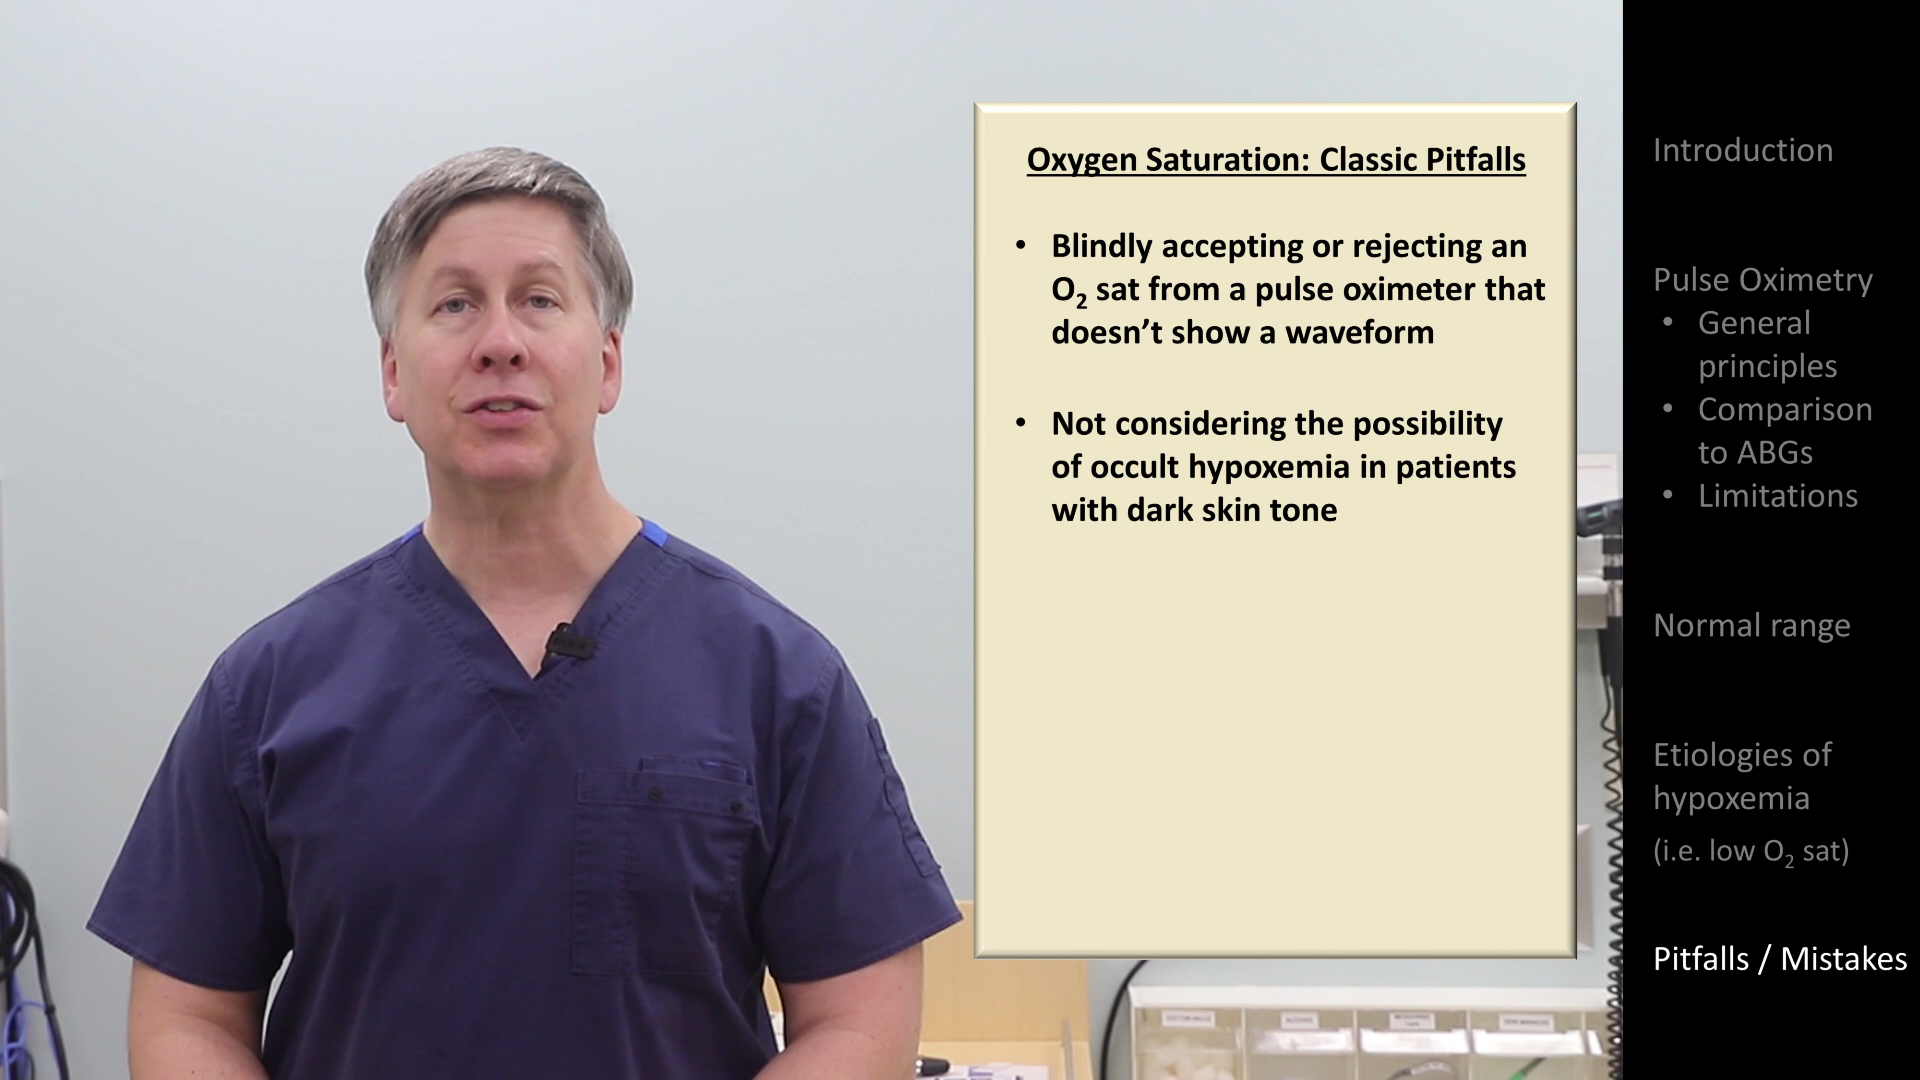 Oxygen Saturation: Classic Pitfalls
• Blindly accepting or rejecting an
O₂ sat from a pulse oximeter that
doesn’t show a waveform
• Not considering the possibility
of occult hypoxemia in patients
with dark skin tone
Introduction
Pulse Oximetry
• General
principles
• Comparison
to ABGs
• Limitations
Normal range
Etiologies of
hypoxemia
(i.e. low O₂ sat)
Pitfalls / Mistakes